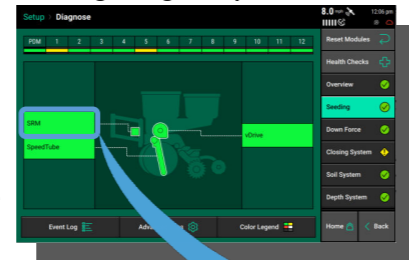 Setup > Diagnose
8.0
12:06 pm
PDM 1 2 3 4 5 6 7 8 9 10 11 12
Reset Modules
Health Checks
Overview
Seeding
Down Force
Closing System
Soil System
Depth System
SRM
SpeedTube
vDrive
Event Log
Color Legend
Home
< Back